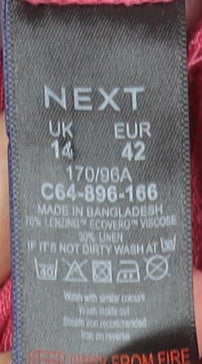 NEXT
UK EUR
14 42
170/96A
C64-896-166
MADE IN BANGLADESH
70% LENZING™ ECOVERO™ VISCOSE
30% LINEN
IF IT'S NOT DIRTY WASH AT 30
40
Wash with similar colours
Wash inside out
Steam iron recommended
Iron on reverse
KEEP AWAY FROM FIRE